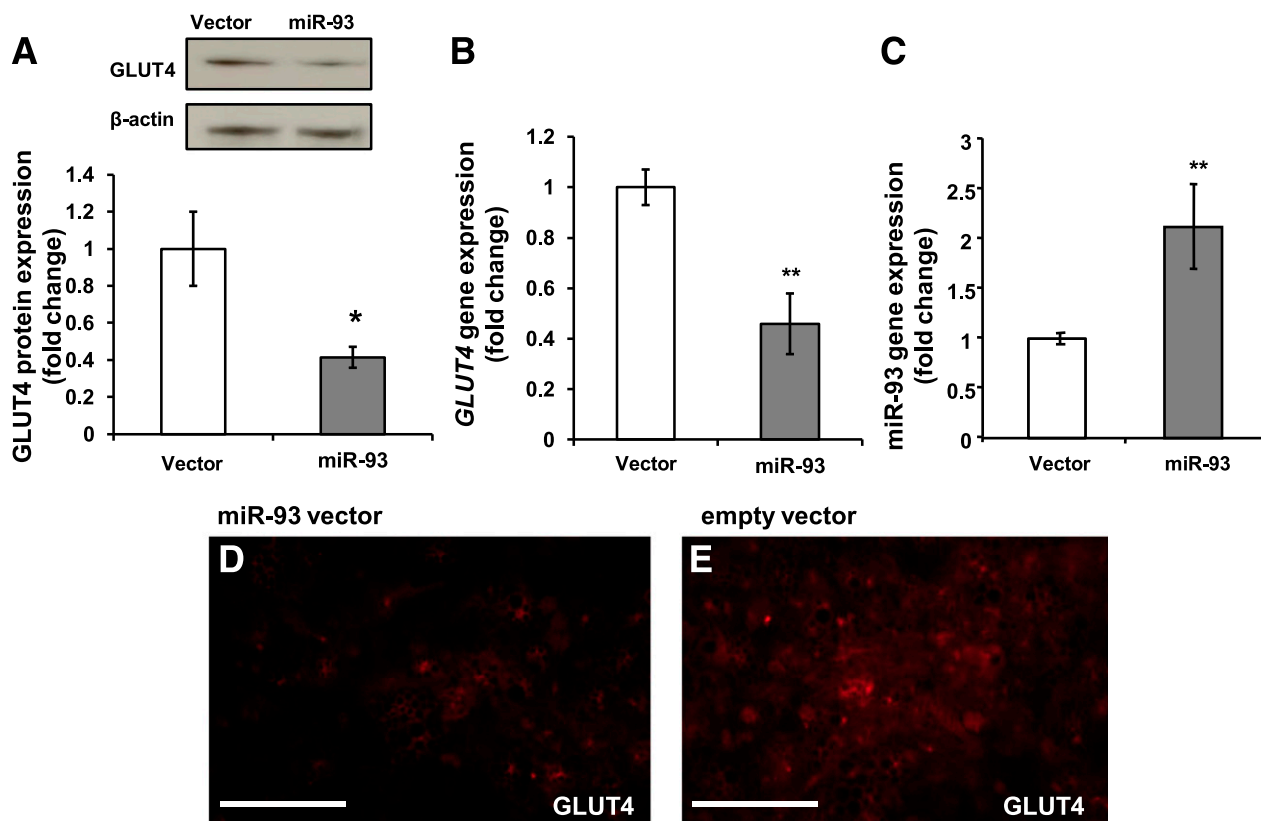 A
Vector miR-93
GLUT4
β-actin
GLUT4 protein expression
(fold change)
1.4
1.2
1
0.8
0.6
0.4
0.2
0
*
Vector miR-93
B
GLUT4 gene expression
(fold change)
1.2
1
0.8
0.6
0.4
0.2
0
**
Vector miR-93
C
miR-93 gene expression
(fold change)
3
2.5
2
1.5
1
0.5
0
**
Vector miR-93
miR-93 vector
D
GLUT4
empty vector
E
GLUT4